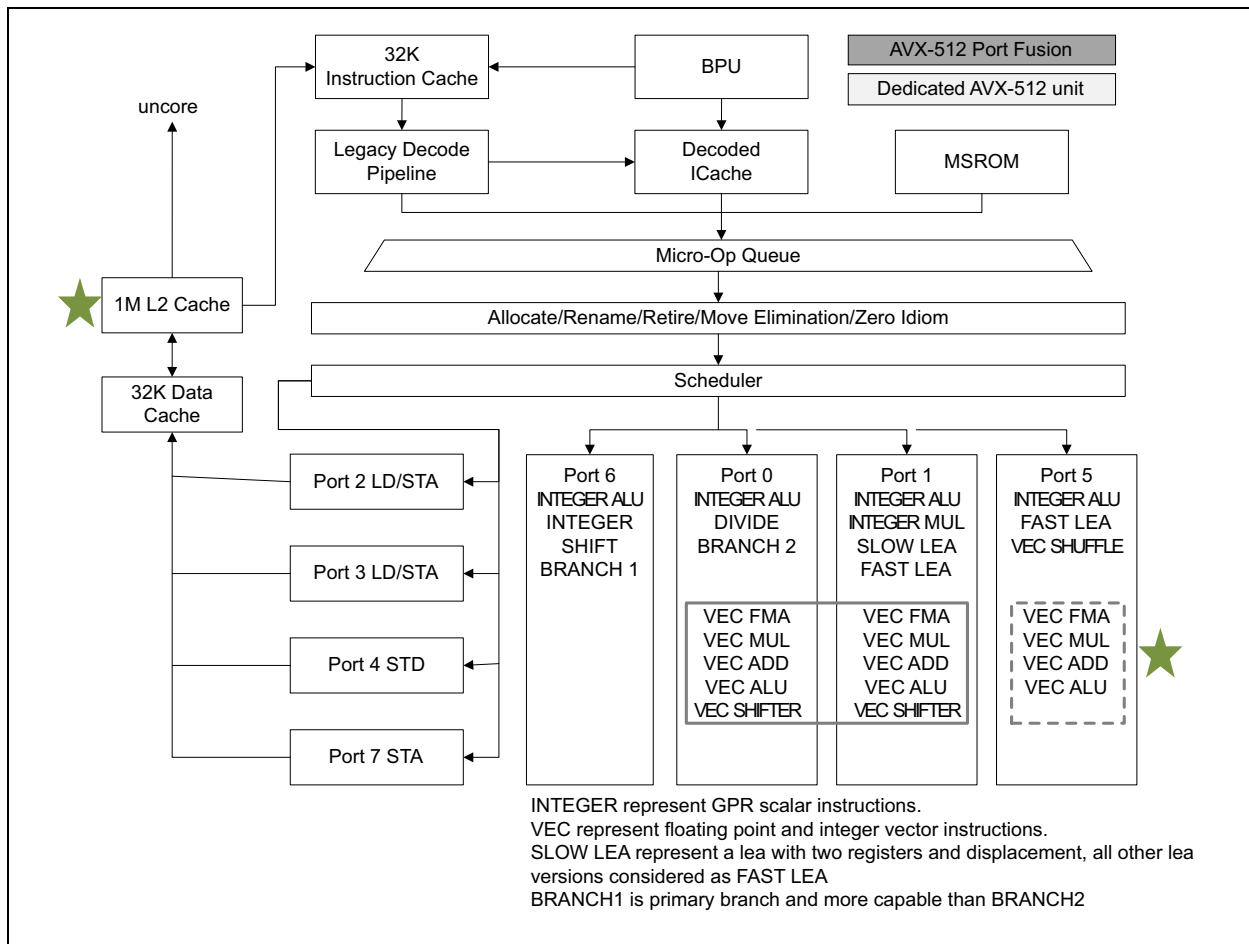 32K
Instruction Cache
BPU
AVX-512 Port Fusion
Dedicated AVX-512 unit
uncore
Legacy Decode
Pipeline
Decoded
ICache
MSROM
Micro-Op Queue
1M L2 Cache
Allocate/Rename/Retire/Move Elimination/Zero Idiom
Scheduler
32K Data
Cache
Port 2 LD/STA
Port 3 LD/STA
Port 4 STD
Port 7 STA
Port 6
INTEGER ALU
INTEGER
SHIFT
BRANCH 1
Port 0
INTEGER ALU
DIVIDE
BRANCH 2
VEC FMA
VEC MUL
VEC ADD
VEC ALU
VEC SHIFTER
Port 1
INTEGER ALU
INTEGER MUL
SLOW LEA
FAST LEA
VEC FMA
VEC MUL
VEC ADD
VEC ALU
VEC SHIFTER
Port 5
INTEGER ALU
FAST LEA
VEC SHUFFLE
VEC FMA
VEC MUL
VEC ADD
VEC ALU
INTEGER represent GPR scalar instructions.
VEC represent floating point and integer vector instructions.
SLOW LEA represent a lea with two registers and displacement, all other lea
versions considered as FAST LEA
BRANCH1 is primary branch and more capable than BRANCH2